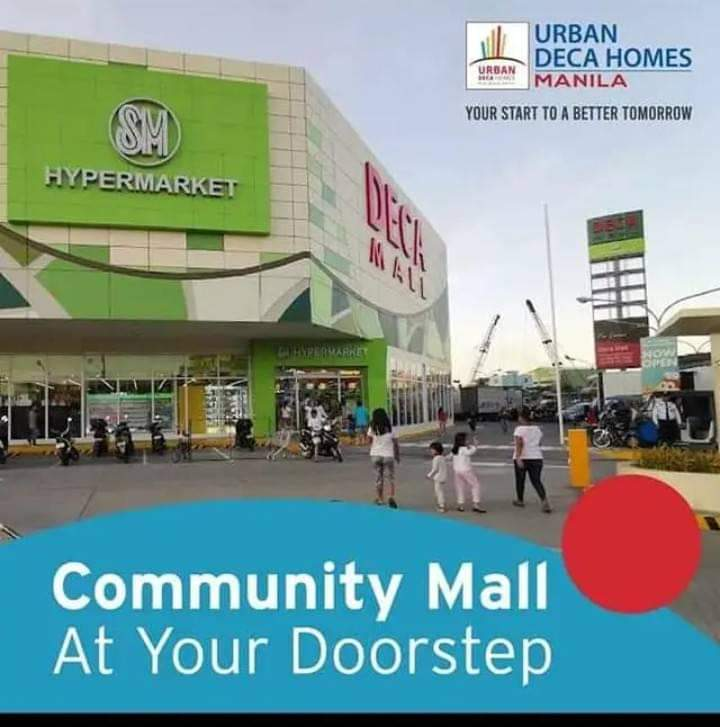 URBAN
DECA HOMES
MANILA
URBAN
DECA HOMES
YOUR START TO A BETTER TOMORROW
SM
HYPERMARKET
DECA
MALL
DECA
SM HYPERMARKET
NOW
OPEN
Community Mall
At Your Doorstep